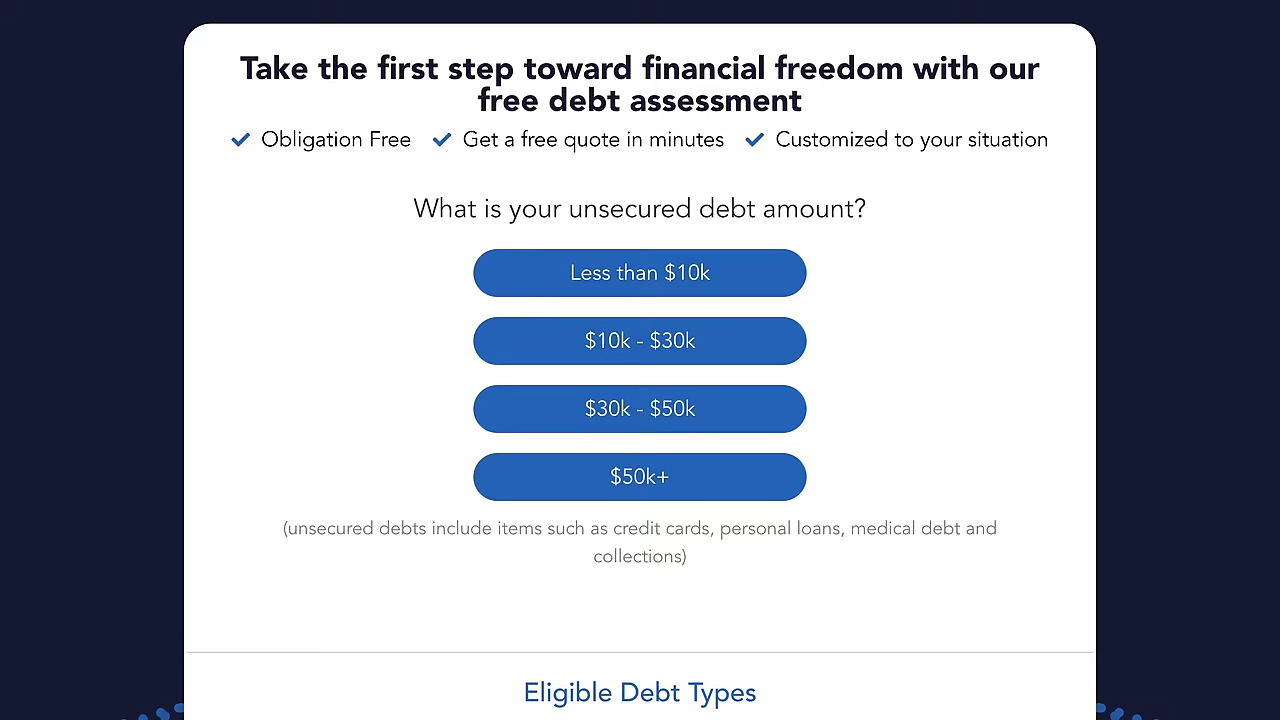 Take the first step toward financial freedom with our
free debt assessment
Obligation Free Get a free quote in minutes Customized to your situation
What is your unsecured debt amount?
Less than $10k
$10k - $30k
$30k - $50k
$50k+
(unsecured debts include items such as credit cards, personal loans, medical debt and
collections)
Eligible Debt Types